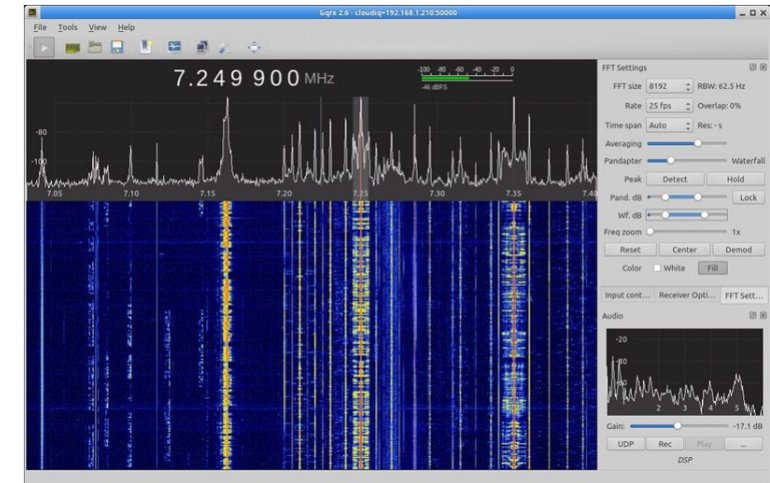 Gqrx 2.6 - cloudiq=192.168.1.210:50000
File Tools View Help
7.249 900 MHz
-100 -80 -60 -40 -20 0
-46 dBFS
-80
-100
7.05 7.10 7.15 7.20 7.25 7.30 7.35 7.40
FFT Settings
FFT size 8192 RBW: 62.5 Hz
Rate 25 fps Overlap: 0%
Time span Auto Res: - s
Averaging
Pandapter Waterfall
Peak Detect Hold
Pand. dB Lock
Wf. dB
Freq zoom 1x
Reset Center Demod
Color White Fill
Input cont... Receiver Opti... FFT Sett...
Audio
-20
-40
-60
2 3 4 5
Gain: -17.1 dB
UDP Rec Play ...
DSP